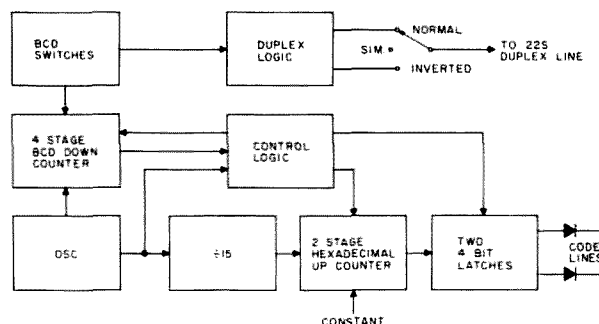 BCD
SWITCHES
DUPLEX
LOGIC
NORMAL
SIM.
INVERTED
TO 22S
DUPLEX LINE
4 STAGE
BCD DOWN
COUNTER
CONTROL
LOGIC
OSC
÷15
2 STAGE
HEXADECIMAL
UP COUNTER
TWO
4 BIT
LATCHES
CODE
LINES
CONSTANT